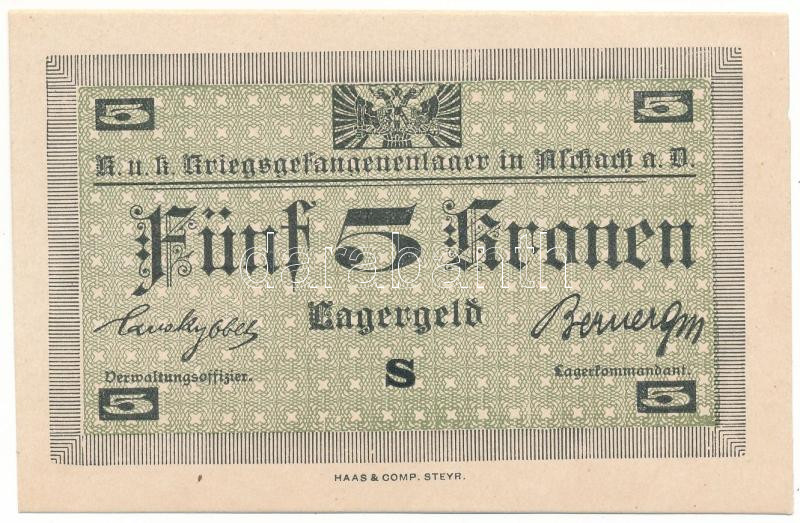 5 5
K. u. k. Kriegsgefangenenlager in Aschach a. D.
Fünf 5 Kronen
Lagergeld
Verwaltungsoffizier. S Lagerkommandant.
5 5
HAAS & COMP. STEYR.